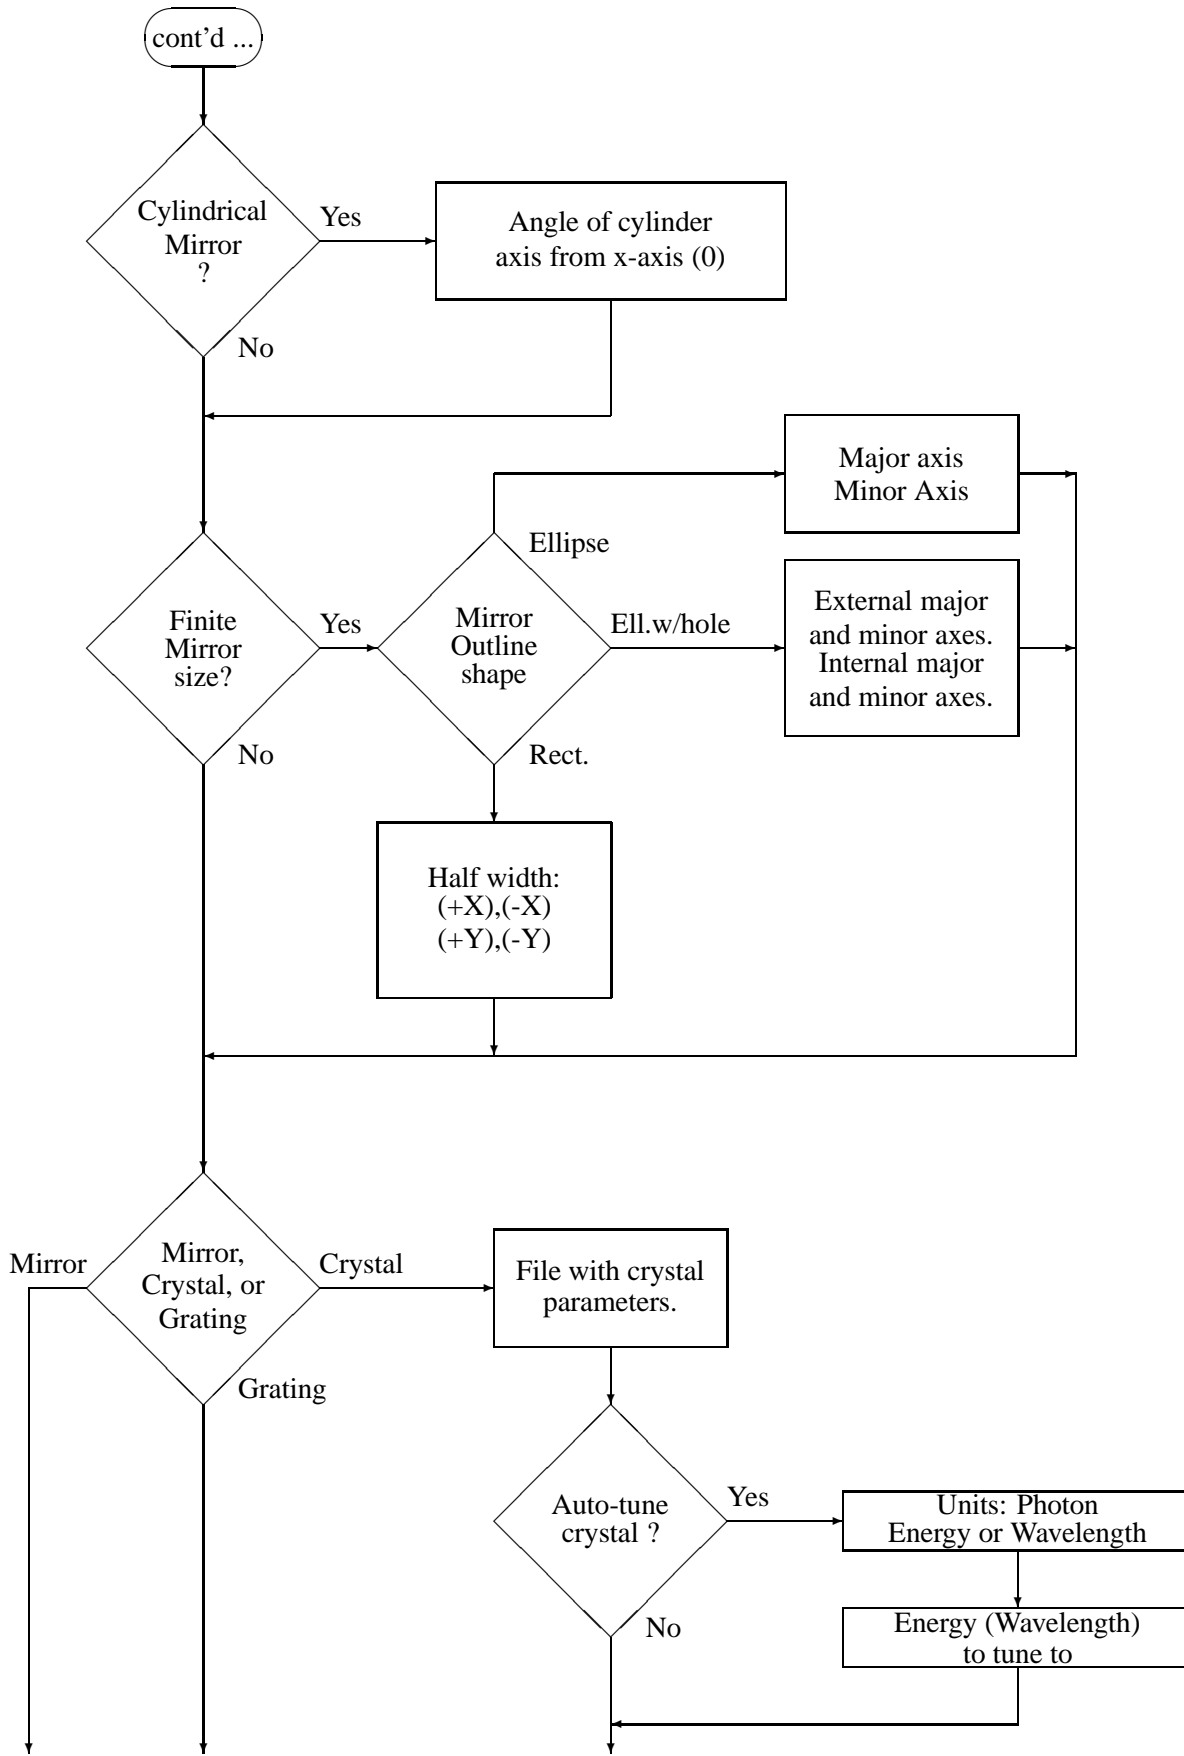 cont'd ...
Cylindrical
Mirror
?
Yes
No
Angle of cylinder
axis from x-axis (0)
Finite
Mirror
size?
Yes
No
Mirror
Outline
shape
Ellipse
Ell.w/hole
Rect.
Major axis
Minor Axis
External major
and minor axes.
Internal major
and minor axes.
Half width:
(+X),(-X)
(+Y),(-Y)
Mirror
Mirror,
Crystal, or
Grating
Crystal
Grating
File with crystal
parameters.
Auto-tune
crystal ?
Yes
No
Units: Photon
Energy or Wavelength
Energy (Wavelength)
to tune to